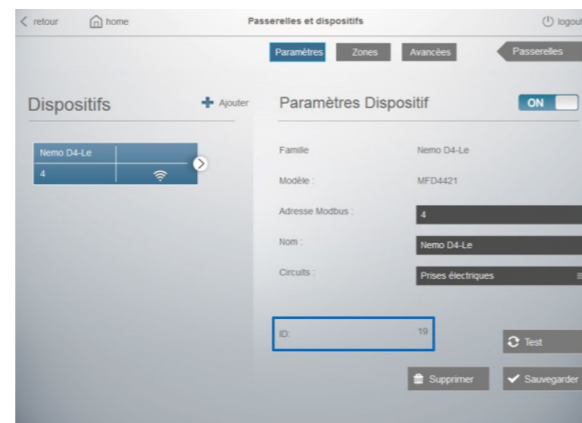 retour
home
Passerelles et dispositifs
logout
Paramètres
Zones
Avancées
Passerelles
Dispositifs
Ajouter
Paramètres Dispositif
ON
Nemo D4-Le
4
Famille
Nemo D4-Le
Modèle :
MFD4421
Adresse Modbus :
4
Nom :
Nemo D4-Le
Circuits :
Prises électriques
ID:
19
Test
Supprimer
Sauvegarder